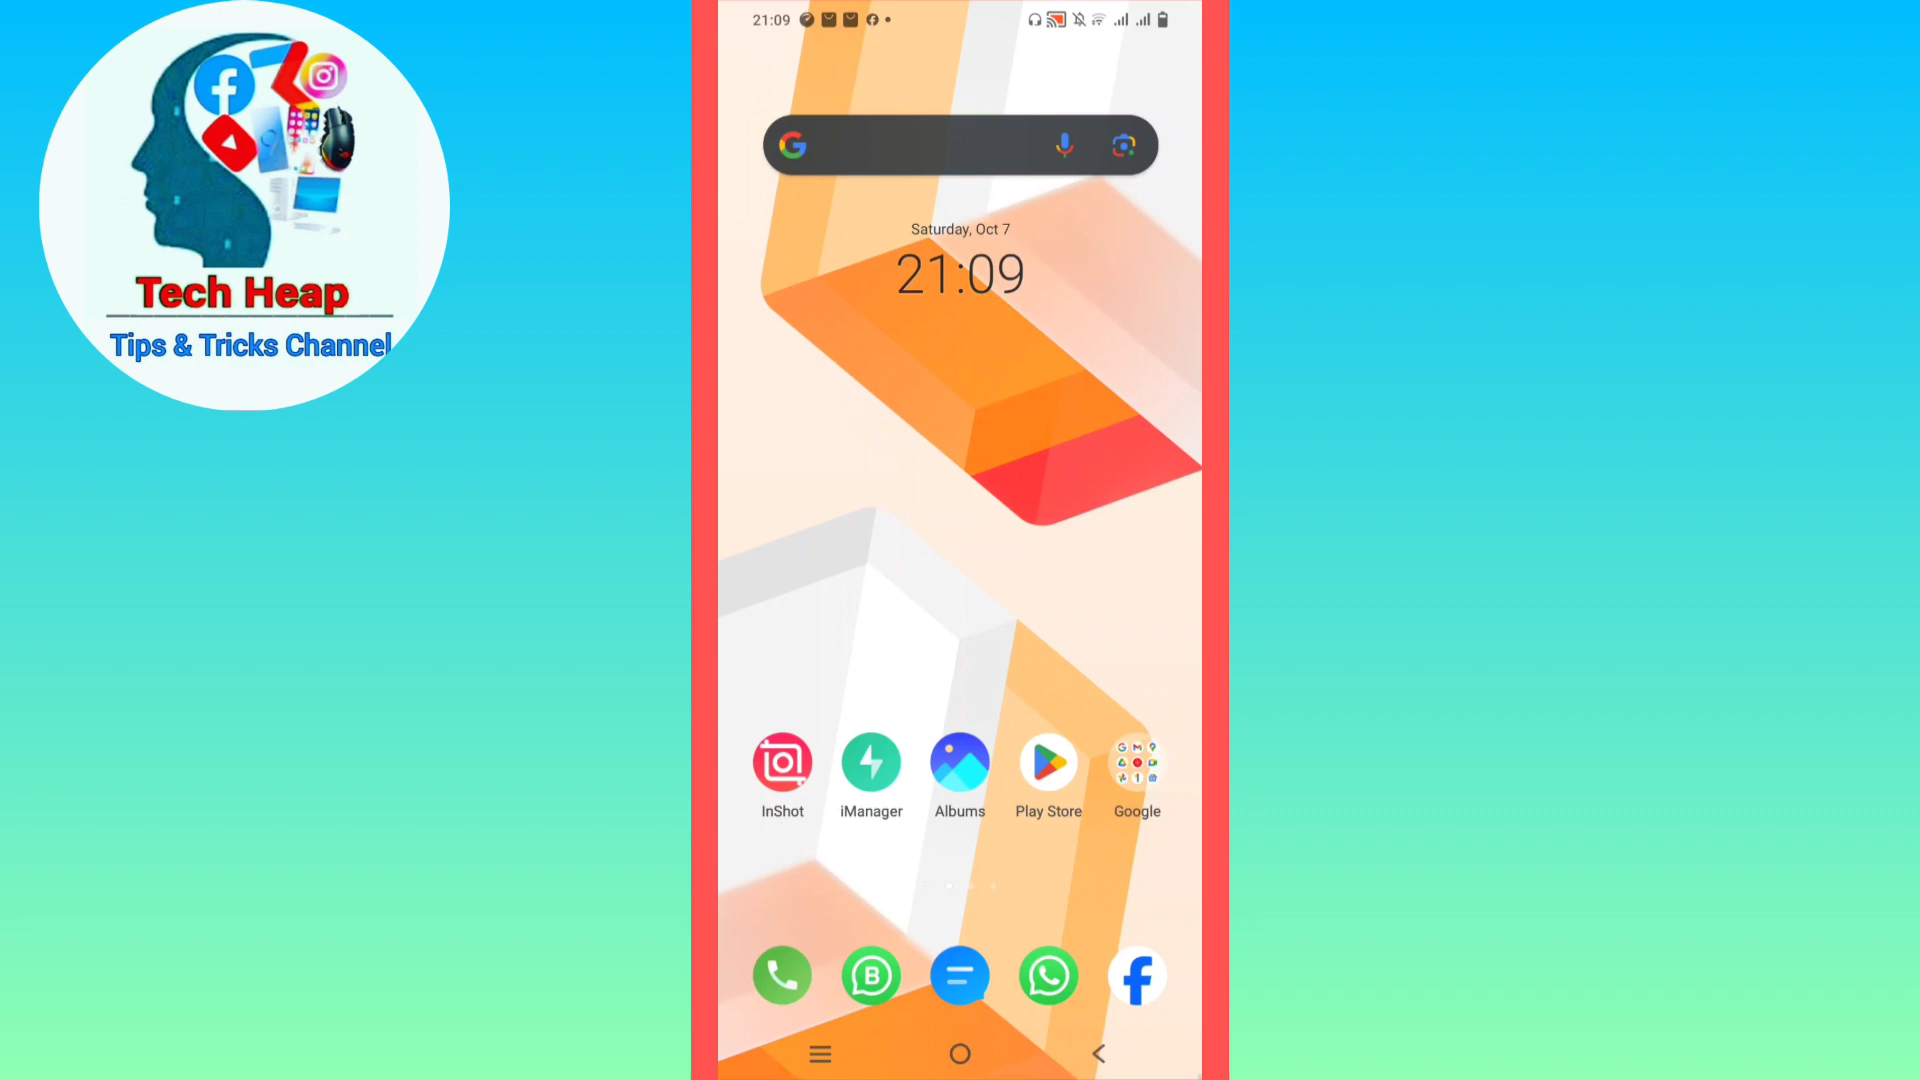 Tech Heap
Tips & Tricks Channel
21:09
Saturday, Oct 7
21:09
InShot
iManager
Albums
Play Store
Google